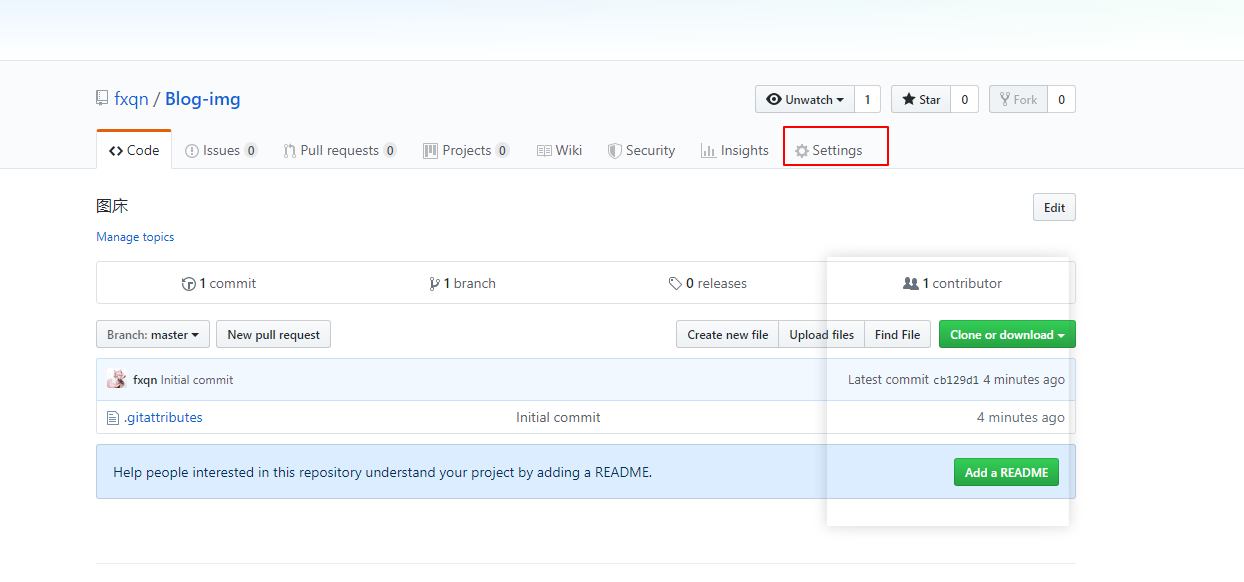 fxqn / Blog-img
Unwatch 1 Star 0 Fork 0
Code Issues 0 Pull requests 0 Projects 0 Wiki Security Insights Settings
图床
Edit
Manage topics
1 commit 1 branch 0 releases 1 contributor
Branch: master New pull request Create new file Upload files Find File Clone or download
fxqn Initial commit Latest commit cb129d1 4 minutes ago
.gitattributes Initial commit 4 minutes ago
Help people interested in this repository understand your project by adding a README. Add a README